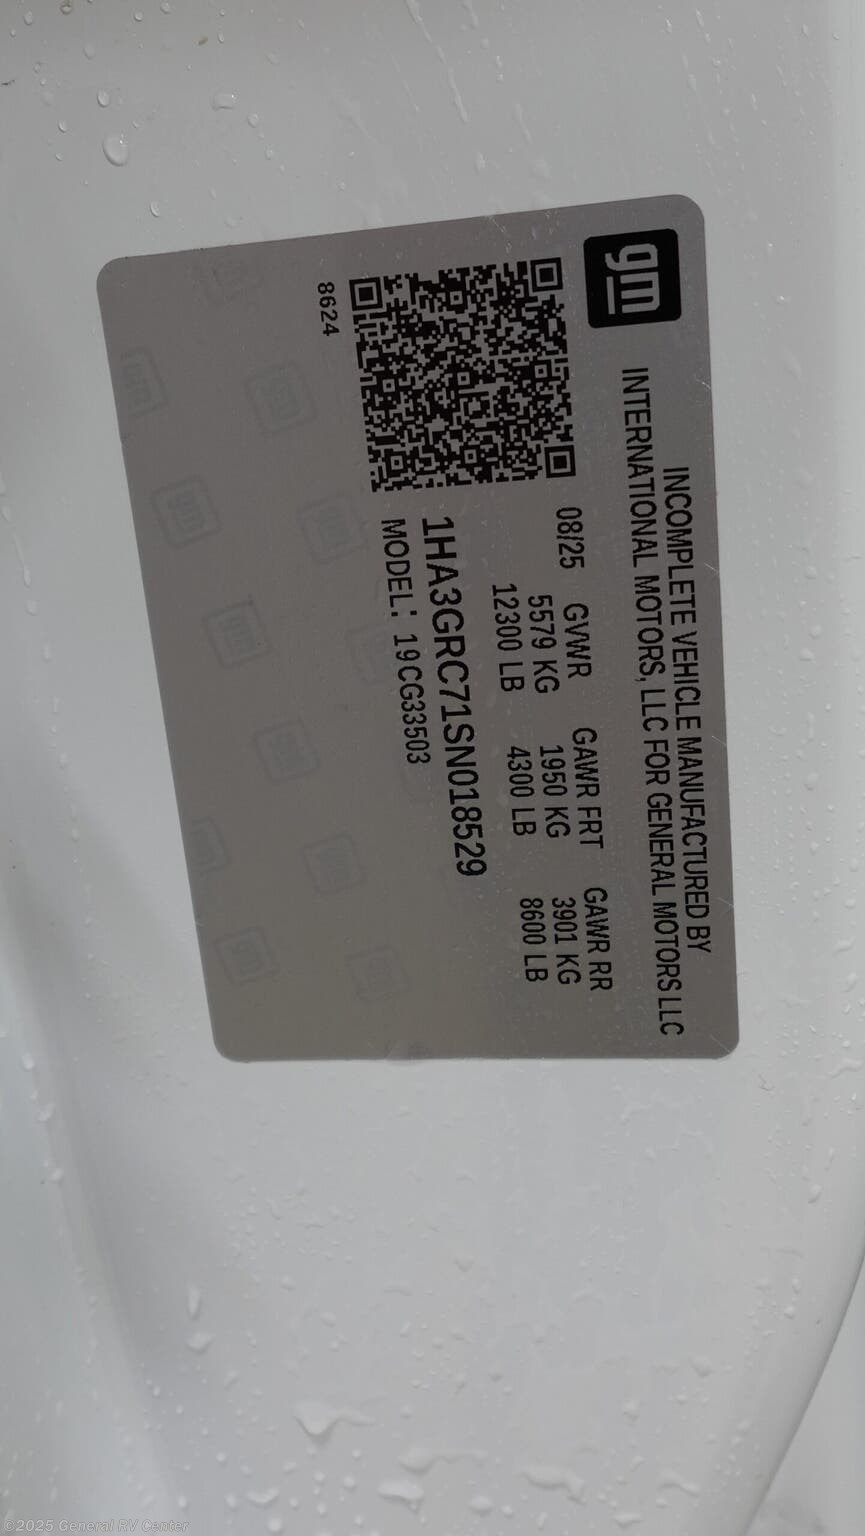 gm
INCOMPLETE VEHICLE MANUFACTURED BY
INTERNATIONAL MOTORS, LLC FOR GENERAL MOTORS LLC
08/25 GVWR GAWR FRT GAWR RR
5579 KG 1950 KG 3901 KG
12300 LB 4300 LB 8600 LB
1HA3GRC71SN018529
MODEL: 19CG33503
8624
©2025 General RV Center